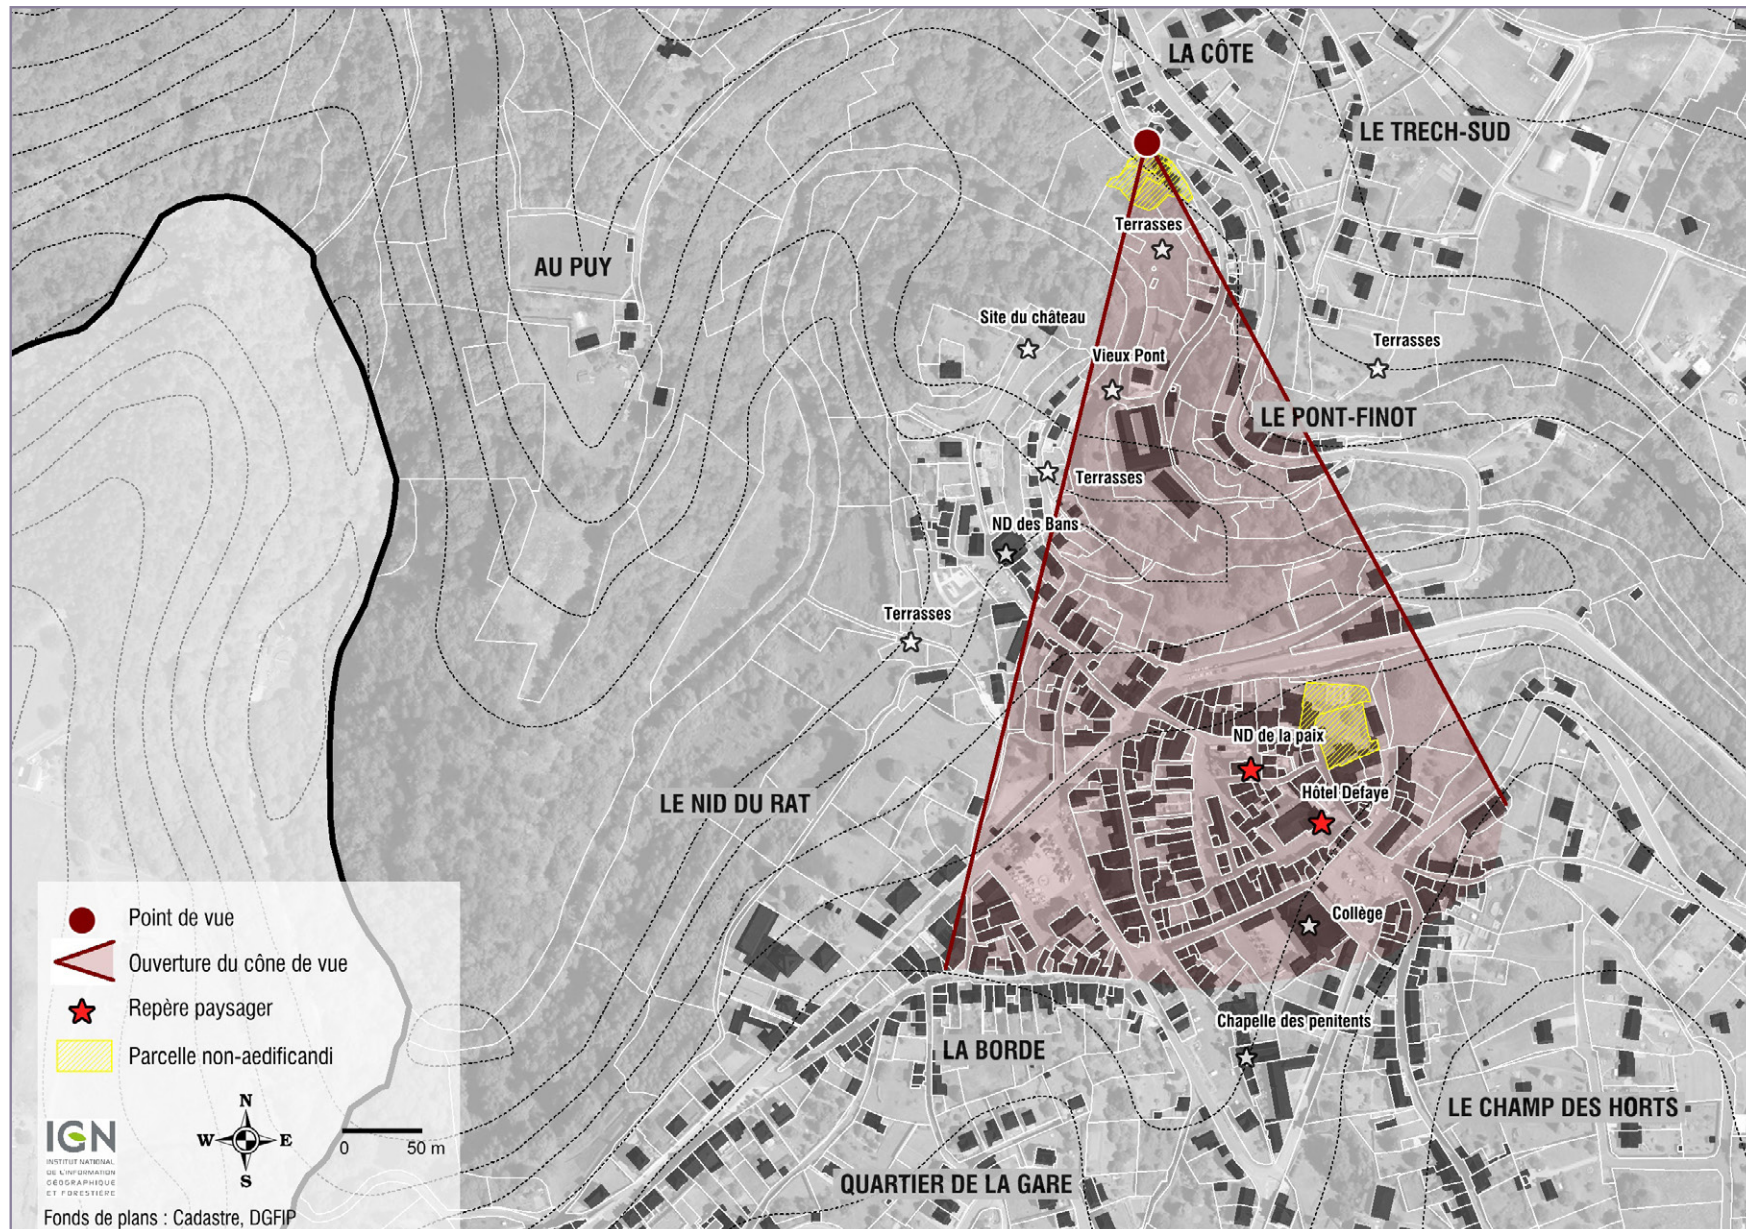 LA CÔTE
LE TRECH-SUD
Terrasses
AU PUY
Site du château
Terrasses
Vieux Pont
LE PONT-FINOT
Terrasses
ND des Bans
Terrasses
ND de la paix
Hôtel Defaye
LE NID DU RAT
Collège
Chapelle des penitents
LA BORDE
LE CHAMP DES HORTS
QUARTIER DE LA GARE
Point de vue
Ouverture du cône de vue
Repère paysager
Parcelle non-aedificandi
N
W E
S
0 50 m
IGN
INSTITUT NATIONAL
DE L'INFORMATION
GÉOGRAPHIQUE
ET FORESTIÈRE
Fonds de plans : Cadastre, DGFIP